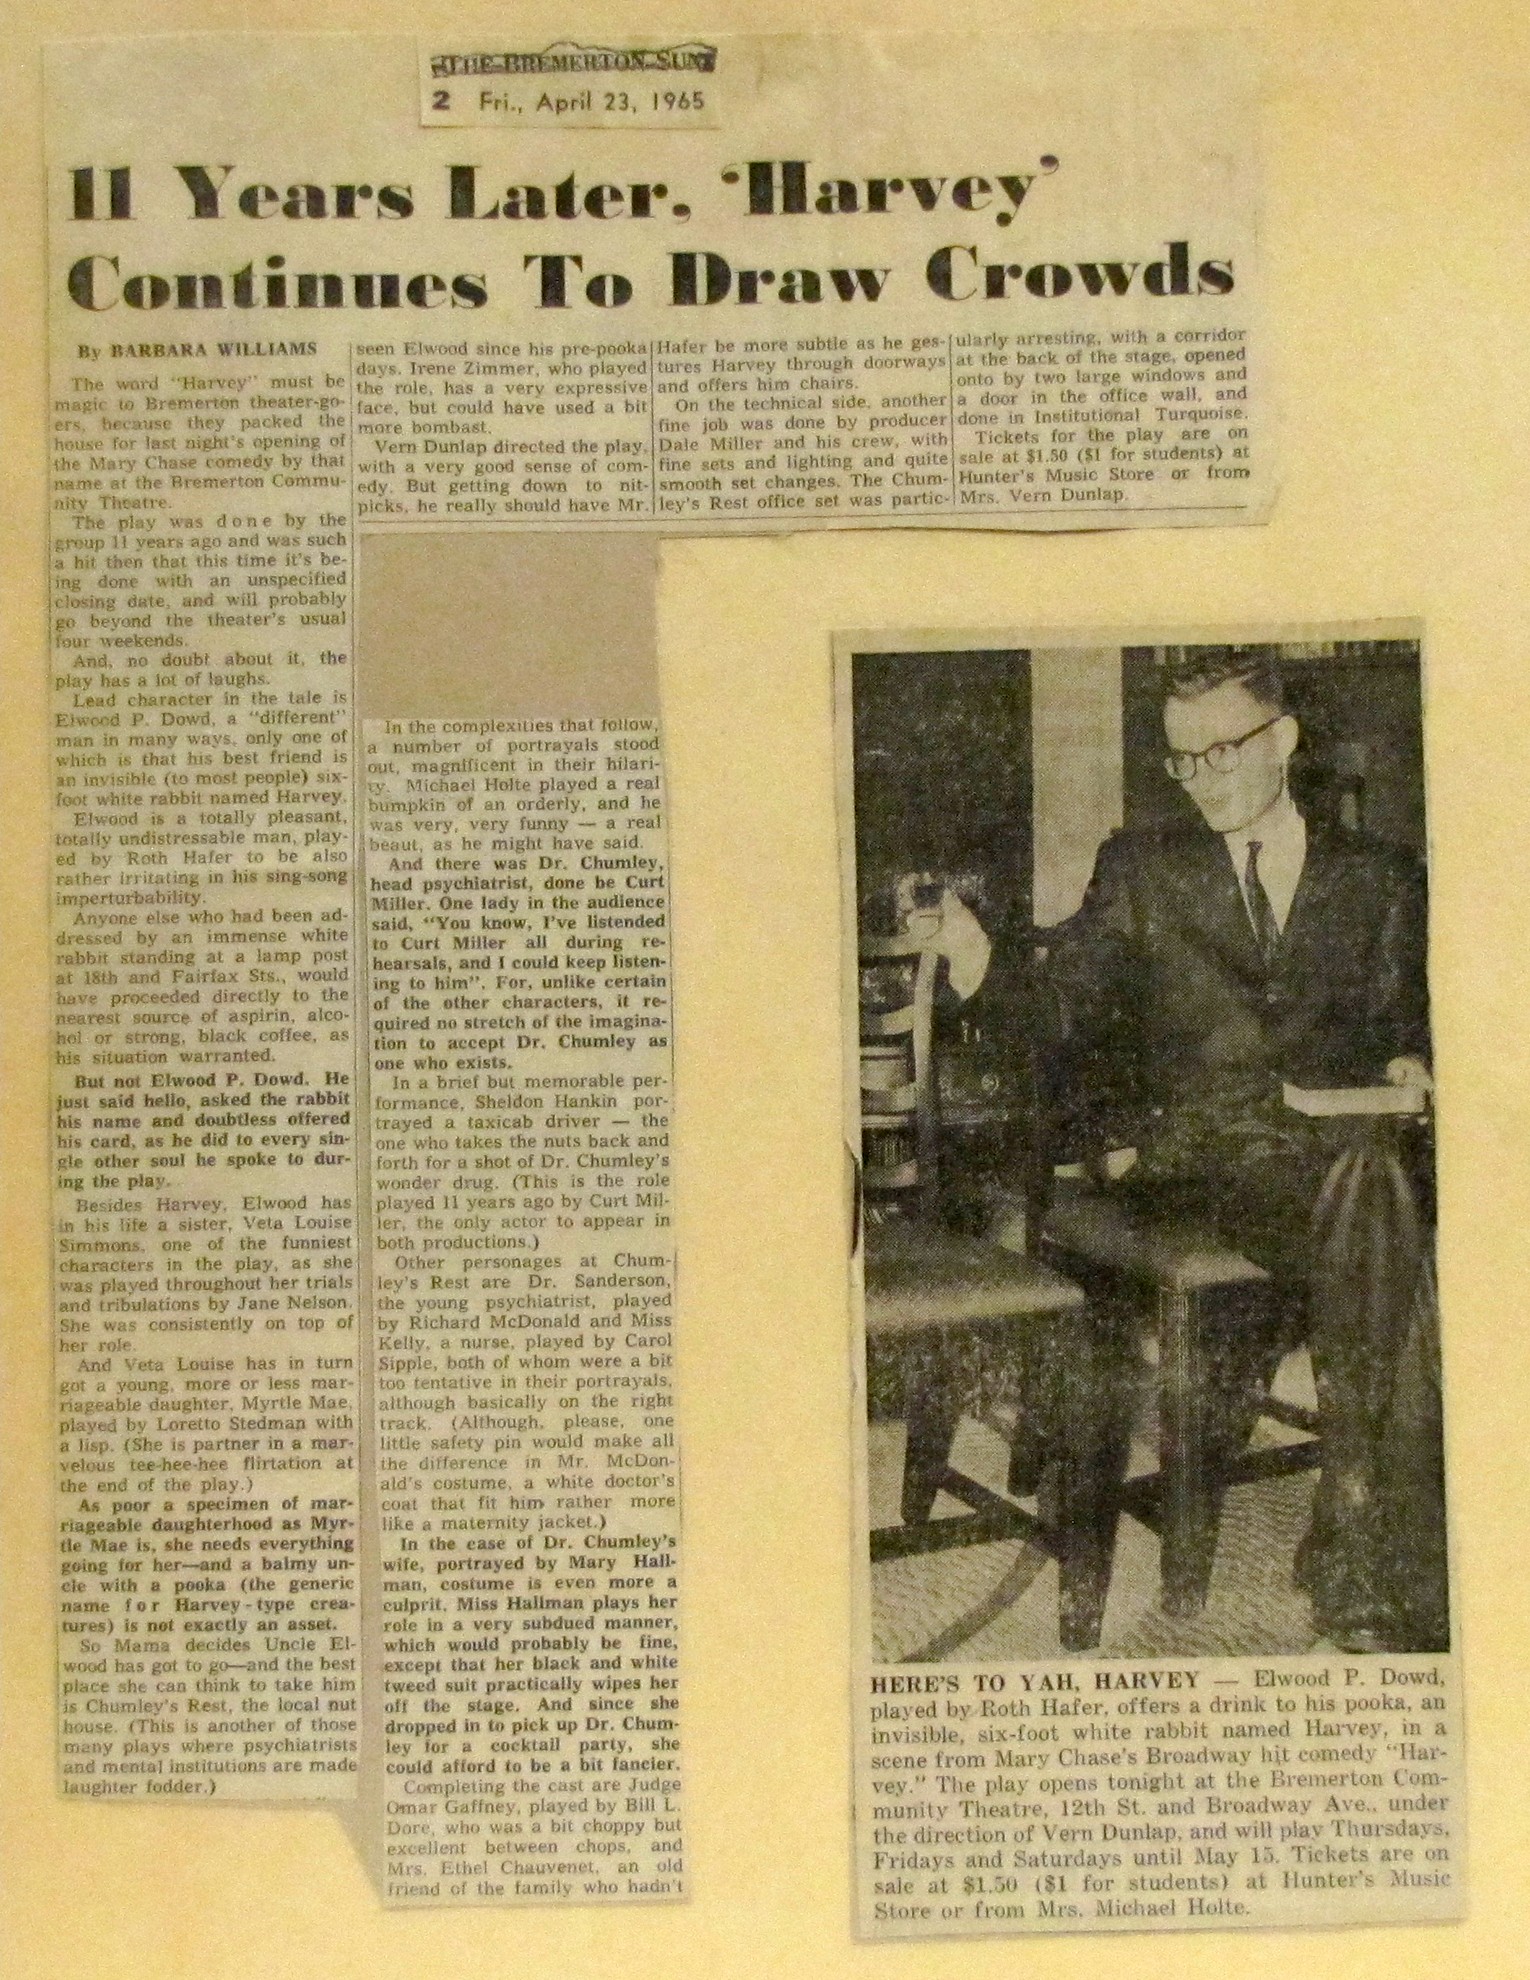 THE BREMERTON SUN
2 Fri., April 23, 1965
11 Years Later, ‘Harvey’
Continues To Draw Crowds
By BARBARA WILLIAMS
The word "Harvey" must be
magic to Bremerton theater-go-
ers, because they packed the
house for last night's opening of
the Mary Chase comedy by that
name at the Bremerton Commu-
nity Theatre.
The play was done by the
group 11 years ago and was such
a hit then that this time it's be-
ing done with an unspecified
closing date, and will probably
go beyond the theater's usual
four weekends.
And, no doubt about it, the
play has a lot of laughs.
Lead character in the tale is
Elwood P. Dowd, a "different"
man in many ways, only one of
which is that his best friend is
an invisible (to most people) six-
foot white rabbit named Harvey.
Elwood is a totally pleasant,
totally undistressable man, play-
ed by Roth Hafer to be also
rather irritating in his sing-song
imperturbability.
Anyone else who had been ad-
dressed by an immense white
rabbit standing at a lamp post
at 18th and Fairfax Sts., would
have proceeded directly to the
nearest source of aspirin, alco-
hol or strong, black coffee, as
his situation warranted.
But not Elwood P. Dowd. He
just said hello, asked the rabbit
his name and doubtless offered
his card, as he did to every sin-
gle other soul he spoke to dur-
ing the play.
Besides Harvey, Elwood has
in his life a sister, Veta Louise
Simmons, one of the funniest
characters in the play, as she
was played throughout her trials
and tribulations by Jane Nelson.
She was consistently on top of
her role.
And Veta Louise has in turn
got a young, more or less mar-
riageable daughter, Myrtle Mae,
played by Loretto Stedman with
a lisp. (She is partner in a mar-
velous tee-hee-hee flirtation at
the end of the play.)
As poor a specimen of mar-
riageable daughterhood as Myr-
tle Mae is, she needs everything
going for her—and a balmy un-
cle with a pooka (the generic
name for Harvey-type crea-
tures) is not exactly an asset.
So Mama decides Uncle El-
wood has got to go—and the best
place she can think to take him
is Chumley's Rest, the local nut
house. (This is another of those
many plays where psychiatrists
and mental institutions are made
laughter fodder.)
In the complexities that follow,
a number of portrayals stood
out, magnificent in their hilari-
ty. Michael Holte played a real
bumpkin of an orderly, and he
was very, very funny — a real
beaut, as he might have said.
And there was Dr. Chumley,
head psychiatrist, done be Curt
Miller. One lady in the audience
said, "You know, I've listended
to Curt Miller all during re-
hearsals, and I could keep listen-
ing to him". For, unlike certain
of the other characters, it re-
quired no stretch of the imagina-
tion to accept Dr. Chumley as
one who exists.
In a brief but memorable per-
formance, Sheldon Hankin por-
trayed a taxicab driver — the
one who takes the nuts back and
forth for a shot of Dr. Chumley's
wonder drug. (This is the role
played 11 years ago by Curt Mil-
ler, the only actor to appear in
both productions.)
Other personages at Chum-
ley's Rest are Dr. Sanderson,
the young psychiatrist, played
by Richard McDonald and Miss
Kelly, a nurse, played by Carol
Sipple, both of whom were a bit
too tentative in their portrayals,
although basically on the right
track. (Although, please, one
little safety pin would make all
the difference in Mr. McDon-
ald's costume, a white doctor's
coat that fit him rather more
like a maternity jacket.)
In the case of Dr. Chumley's
wife, portrayed by Mary Hall-
man, costume is even more a
culprit. Miss Hallman plays her
role in a very subdued manner,
which would probably be fine,
except that her black and white
tweed suit practically wipes her
off the stage. And since she
dropped in to pick up Dr. Chum-
ley for a cocktail party, she
could afford to be a bit fancier.
Completing the cast are Judge
Omar Gaffney, played by Bill L.
Dore, who was a bit choppy but
excellent between chops, and
Mrs. Ethel Chauvenet, an old
friend of the family who hadn't
seen Elwood since his pre-pooka
days. Irene Zimmer, who played
the role, has a very expressive
face, but could have used a bit
more bombast.
Vern Dunlap directed the play,
with a very good sense of com-
edy. But getting down to nit-
picks, he really should have Mr.
Hafer be more subtle as he ges-
tures Harvey through doorways
and offers him chairs.
On the technical side, another
fine job was done by producer
Dale Miller and his crew, with
fine sets and lighting and quite
smooth set changes. The Chum-
ley's Rest office set was partic-
ularly arresting, with a corridor
at the back of the stage, opened
onto by two large windows and
a door in the office wall, and
done in Institutional Turquoise.
Tickets for the play are on
sale at $1.50 ($1 for students) at
Hunter's Music Store or from
Mrs. Vern Dunlap.
HERE'S TO YAH, HARVEY — Elwood P. Dowd,
played by Roth Hafer, offers a drink to his pooka, an
invisible, six-foot white rabbit named Harvey, in a
scene from Mary Chase's Broadway hit comedy "Har-
vey." The play opens tonight at the Bremerton Com-
munity Theatre, 12th St. and Broadway Ave., under
the direction of Vern Dunlap, and will play Thursdays,
Fridays and Saturdays until May 15. Tickets are on
sale at $1.50 ($1 for students) at Hunter's Music
Store or from Mrs. Michael Holte.